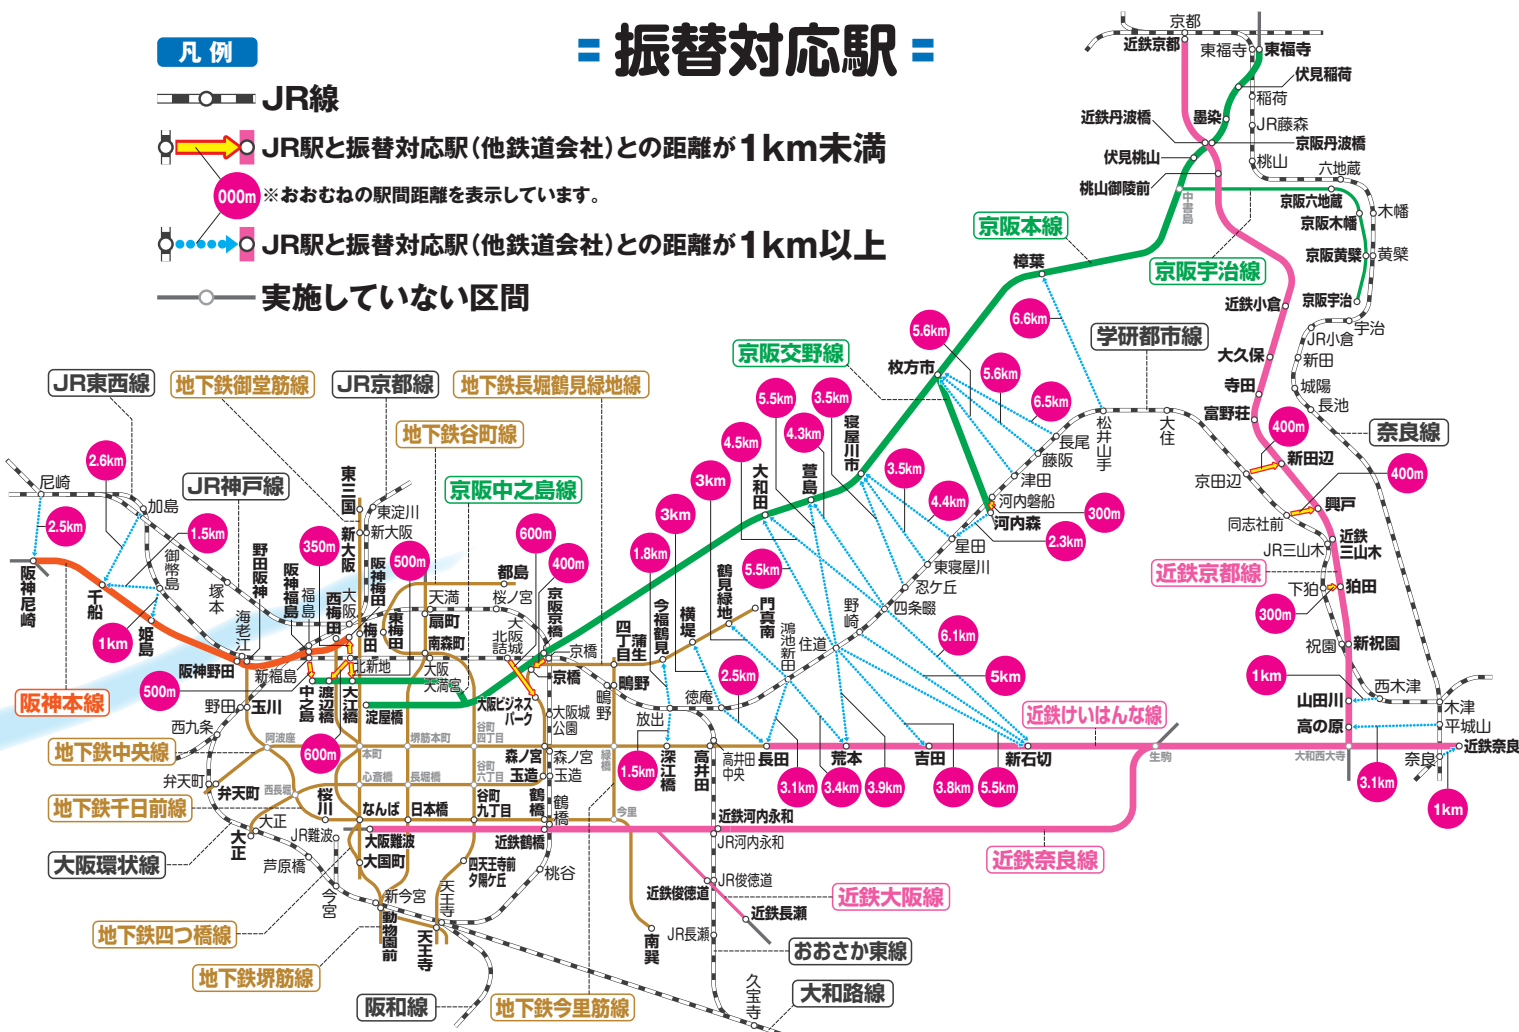 振替対応駅
凡例
JR線
JR駅と振替対応駅(他鉄道会社)との距離が1km未満
000m ※おおむねの駅間距離を表示しています。
JR駅と振替対応駅(他鉄道会社)との距離が1km以上
実施していない区間
京都
近鉄京都
東福寺
東福寺
伏見稲荷
稲荷
近鉄丹波橋
墨染
JR藤森
京阪丹波橋
伏見桃山
桃山
六地蔵
桃山御陵前
中書島
京阪六地蔵
木幡
京阪木幡
京阪本線
京阪黄檗
黄檗
京阪宇治線
樟葉
近鉄小倉
京阪宇治
宇治
JR小倉
6.6km
5.6km
学研都市線
新田
大久保
京阪交野線
枚方市
5.6km
寺田
城陽
6.5km
富野荘
長池
奈良線
JR東西線
地下鉄御堂筋線
JR京都線
地下鉄長堀鶴見緑地線
地下鉄谷町線
5.5km
3.5km
4.3km
4.5km
寝屋川市
3.5km
松井山手
大住
長尾
藤阪
400m
新田辺
京田辺
400m
2.6km
尼崎
JR神戸線
京阪中之島線
3km
大和田
萱島
津田
河内磐船
300m
河内森
4.4km
興戸
同志社前
東三国
東淀川
加島
2.5km
1.5km
新大阪
新大阪
350m
500m
600m
400m
3km
1.8km
5.5km
2.3km
星田
JR三山木
近鉄三山木
近鉄京都線
東寝屋川
忍ケ丘
四条畷
野崎
下狛
狛田
300m
阪神尼崎
千船
御幣島
野田阪神
阪神福島
福島
西梅田
大阪
阪神梅田
梅田
東梅田
都島
天満
桜ノ宮
扇町
南森町
大阪城北詰
京阪京橋
四丁目
蒲生
今福鶴見
横堤
鶴見緑地
門真南
鴻池新田
住道
6.1km
5km
祝園
新祝園
1km
姫島
塚本
海老江
阪神野田
新福島
北新地
大阪天満宮
京橋
京橋
鴫野
鴫野
2.5km
徳庵
放出
1km
山田川
西木津
木津
高の原
平城山
阪神本線
500m
中之島
渡辺橋
大江橋
淀屋橋
大阪ビジネスパーク
大阪城公園
野田
玉川
西九条
600m
地下鉄中央線
阿波座
本町
堺筋本町
谷町四丁目
森ノ宮
森ノ宮
緑橋
1.5km
深江橋
高井田
高井田中央
長田
荒本
吉田
新石切
近鉄けいはんな線
生駒
大和西大寺
近鉄奈良
奈良
3.1km
3.4km
3.9km
3.8km
5.5km
3.1km
1km
弁天町
弁天町
西長堀
心斎橋
長堀橋
谷町六丁目
玉造
玉造
地下鉄千日前線
桜川
なんば
日本橋
谷町九丁目
鶴橋
鶴橋
今里
大正
大正
JR難波
大阪難波
近鉄鶴橋
近鉄河内永和
JR河内永和
大阪環状線
芦原橋
大国町
四天王寺前夕陽ケ丘
桃谷
近鉄奈良線
今宮
新今宮
天王寺
近鉄俊徳道
JR俊徳道
近鉄大阪線
近鉄長瀬
地下鉄四つ橋線
動物園前
天王寺
南巽
JR長瀬
おおさか東線
地下鉄堺筋線
阪和線
地下鉄今里筋線
久宝寺
大和路線